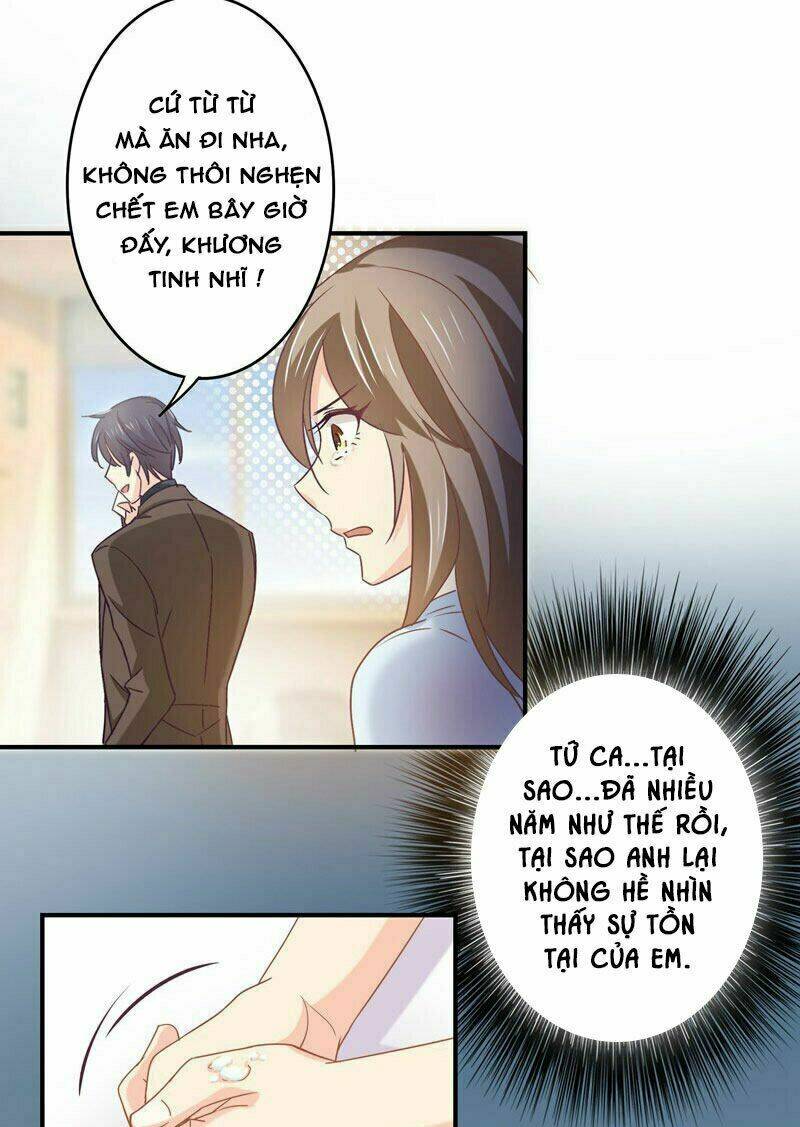 CỨ TỪ TỪ
MÀ ĂN ĐI NHA,
KHÔNG THÔI NGHẸN
CHẾT EM BÂY GIỜ
ĐẤY, KHƯƠNG
TINH NHĨ !
TỨ CA...TẠI
SAO...ĐÃ NHIỀU
NĂM NHƯ THẾ RỒI,
TẠI SAO ANH LẠI
KHÔNG HỀ NHÌN
THẤY SỰ TỒN
TẠI CỦA EM.